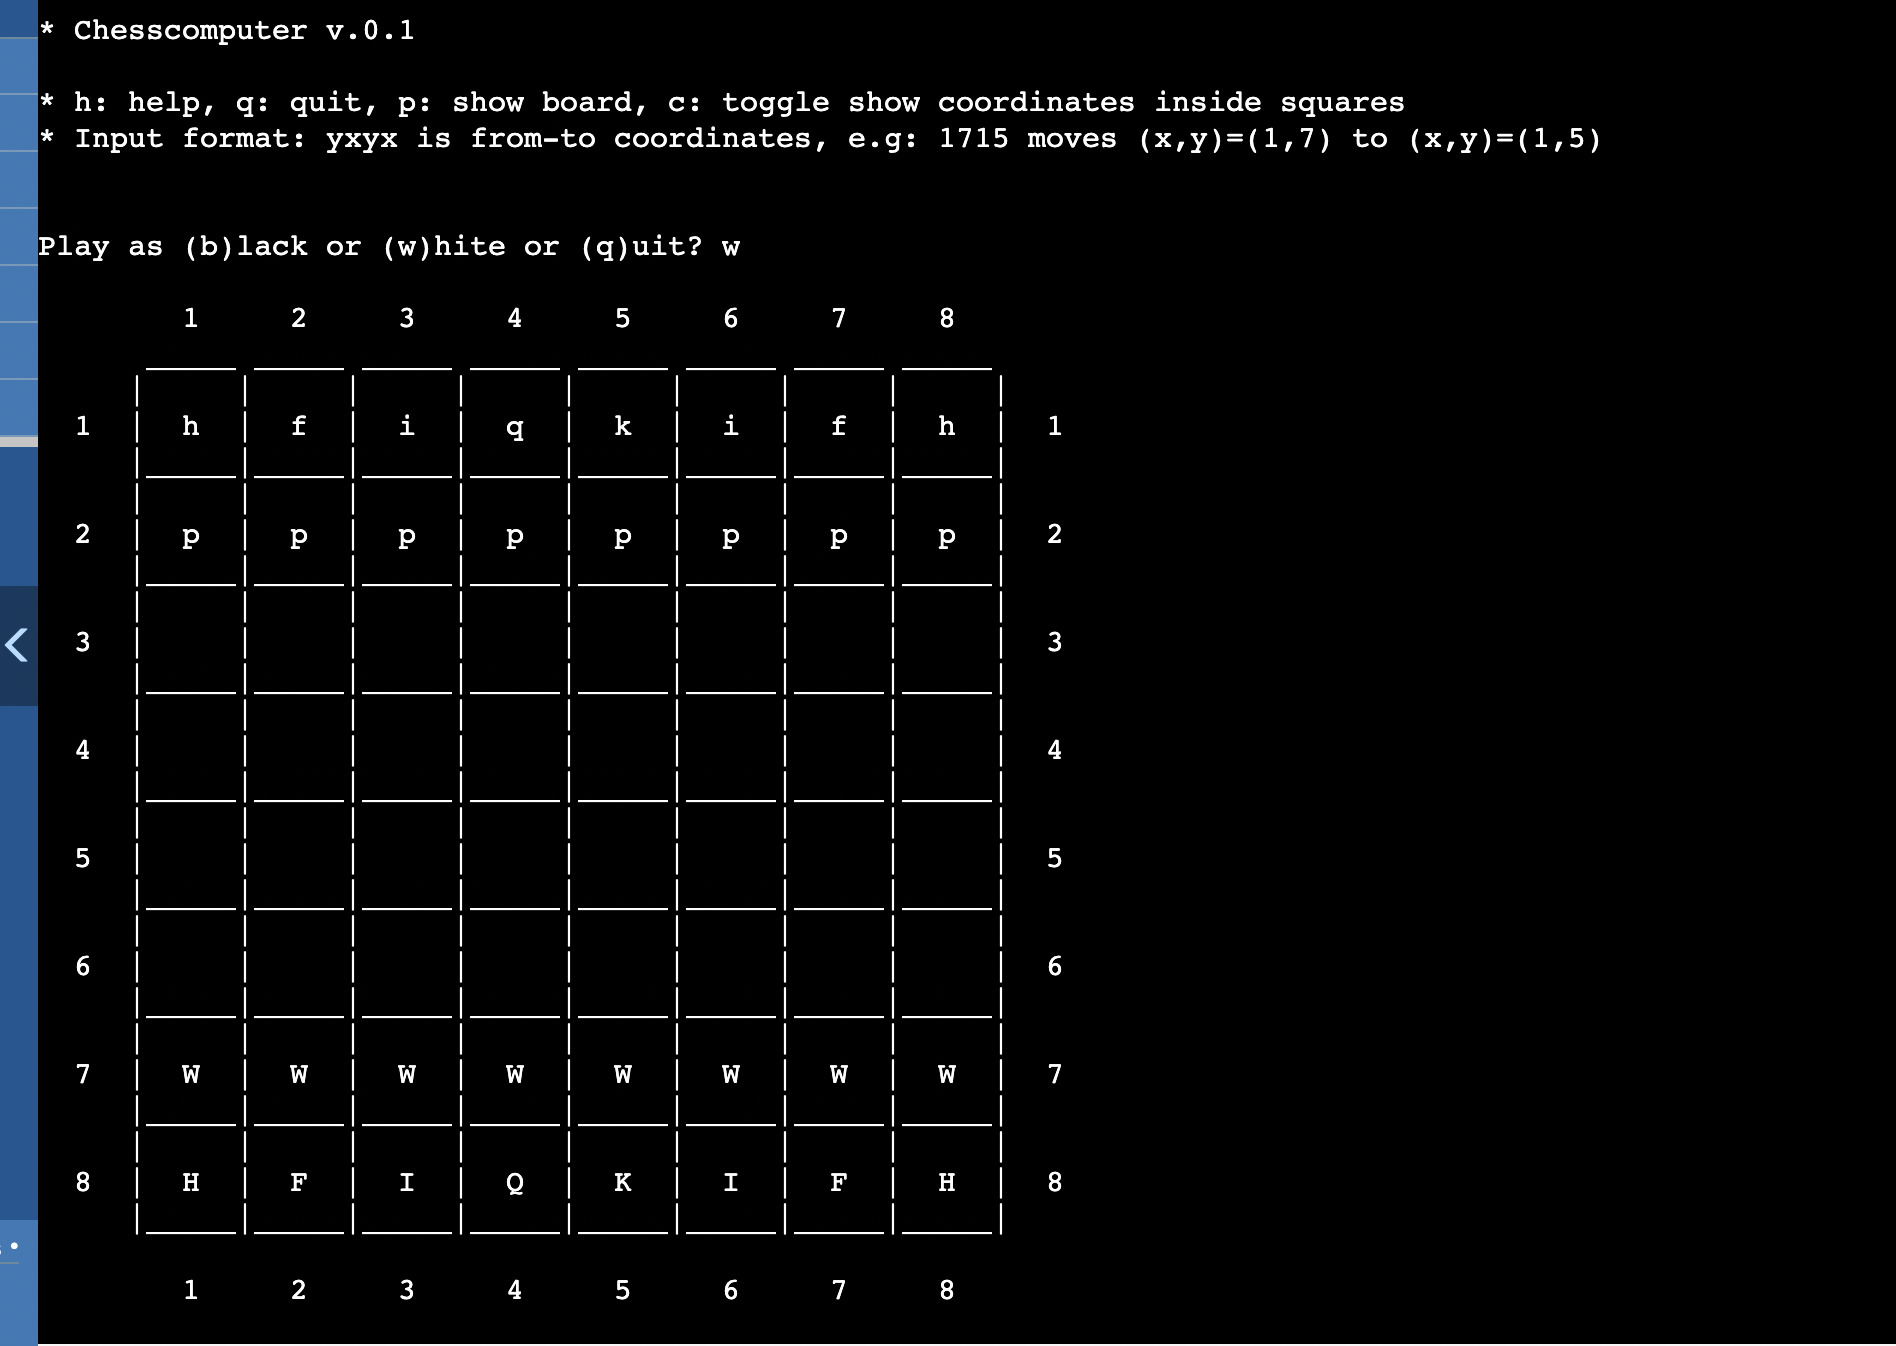 * Chesscomputer v.0.1
* h: help, q: quit, p: show board, c: toggle show coordinates inside squares
* Input format: yxyx is from-to coordinates, e.g: 1715 moves (x,y)=(1,7) to (x,y)=(1,5)
Play as (b)lack or (w)hite or (q)uit? w
1 2 3 4 5 6 7 8
1 h f i q k i f h 1
2 p p p p p p p p 2
3 3
4 4
5 5
6 6
7 W W W W W W W W 7
8 H F I Q K I F H 8
1 2 3 4 5 6 7 8